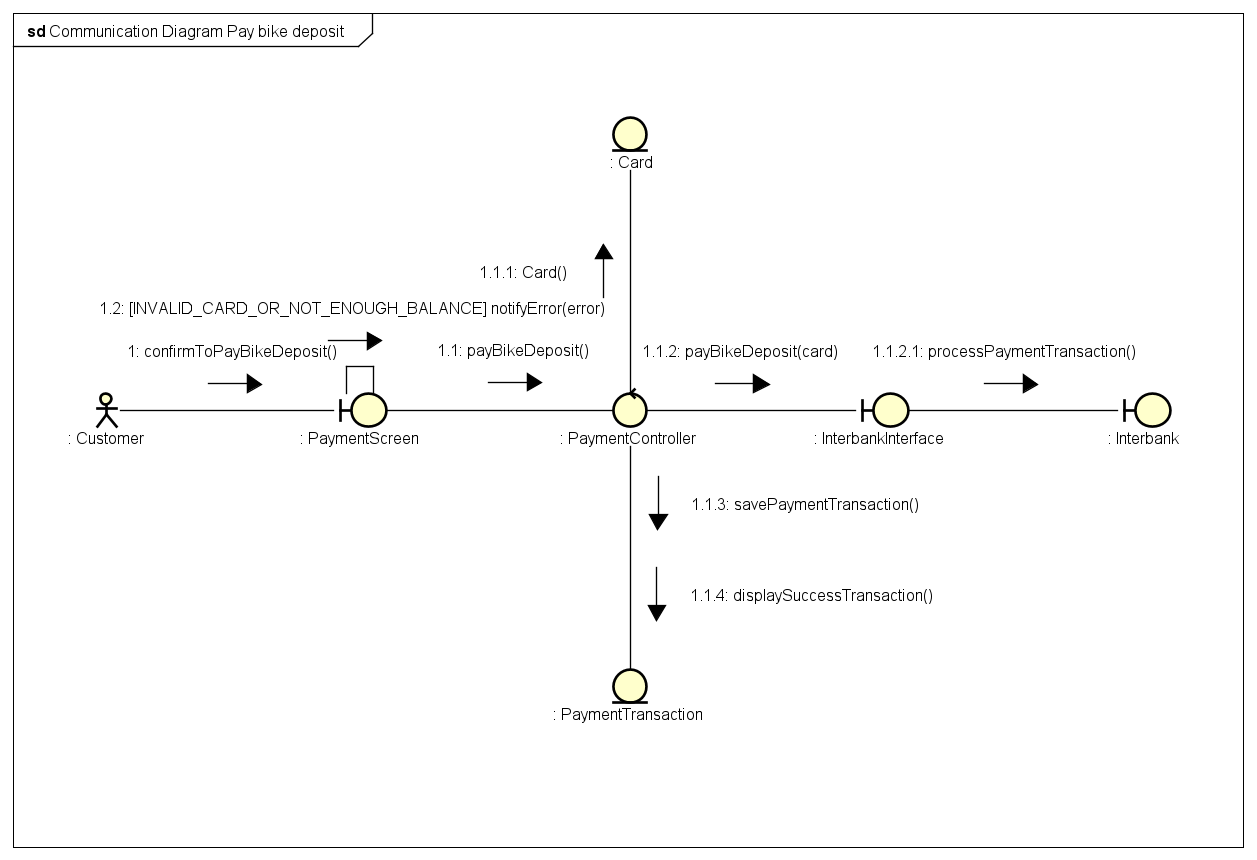 sd Communication Diagram Pay bike deposit
: Card
1.1.1: Card()
1.2: [INVALID_CARD_OR_NOT_ENOUGH_BALANCE] notifyError(error)
1: confirmToPayBikeDeposit()
1.1: payBikeDeposit()
1.1.2: payBikeDeposit(card)
1.1.2.1: processPaymentTransaction()
: Customer
: PaymentScreen
: PaymentController
: InterbankInterface
: Interbank
1.1.3: savePaymentTransaction()
1.1.4: displaySuccessTransaction()
: PaymentTransaction